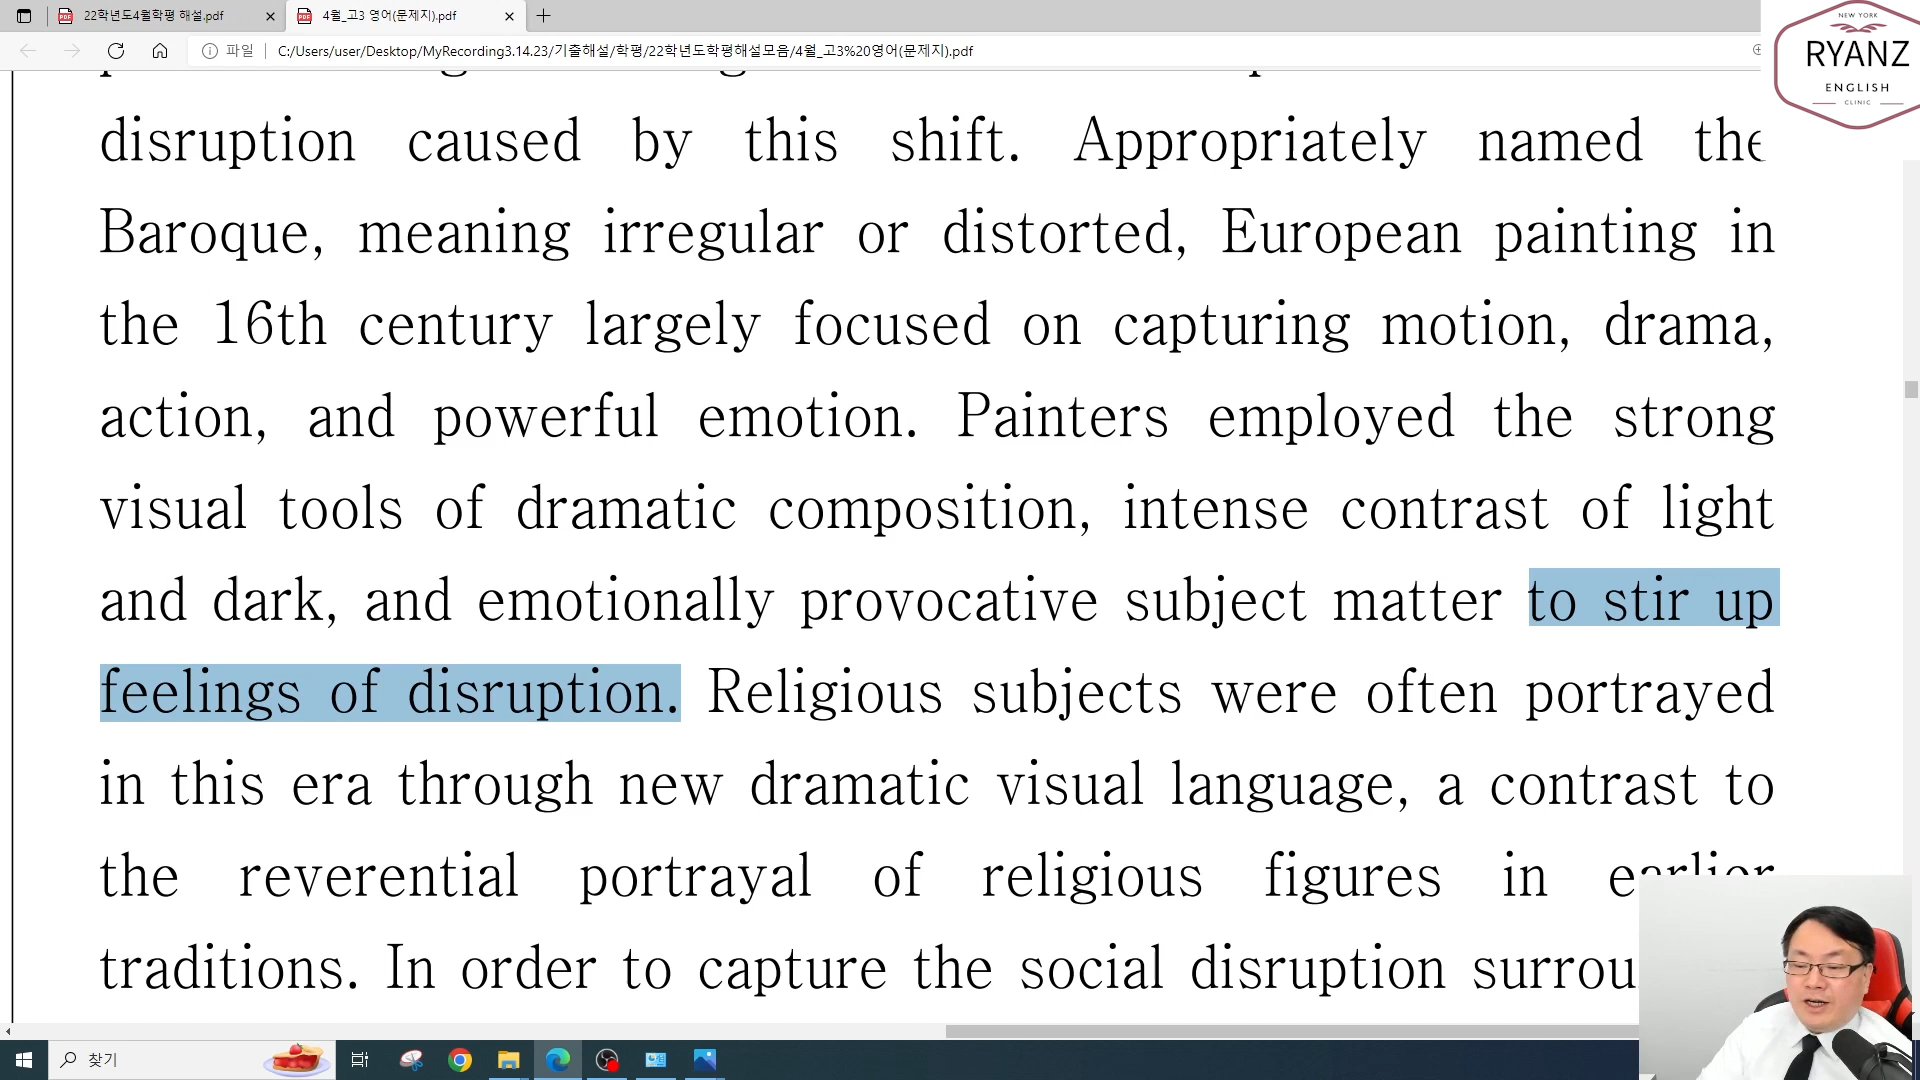 22학년도4월학평 해설.pdf
4월_고3 영어(문제지).pdf
파일
C:/Users/user/Desktop/MyRecording3.14.23/기출해설/학평/22학년도학평해설모음/4월_고3%20영어(문제지).pdf
NEW YORK
RYANZ
ENGLISH
CLINIC
disruption caused by this shift. Appropriately named the
Baroque, meaning irregular or distorted, European painting in
the 16th century largely focused on capturing motion, drama,
action, and powerful emotion. Painters employed the strong
visual tools of dramatic composition, intense contrast of light
and dark, and emotionally provocative subject matter to stir up
feelings of disruption. Religious subjects were often portrayed
in this era through new dramatic visual language, a contrast to
the reverential portrayal of religious figures in earlier
traditions. In order to capture the social disruption
찾기